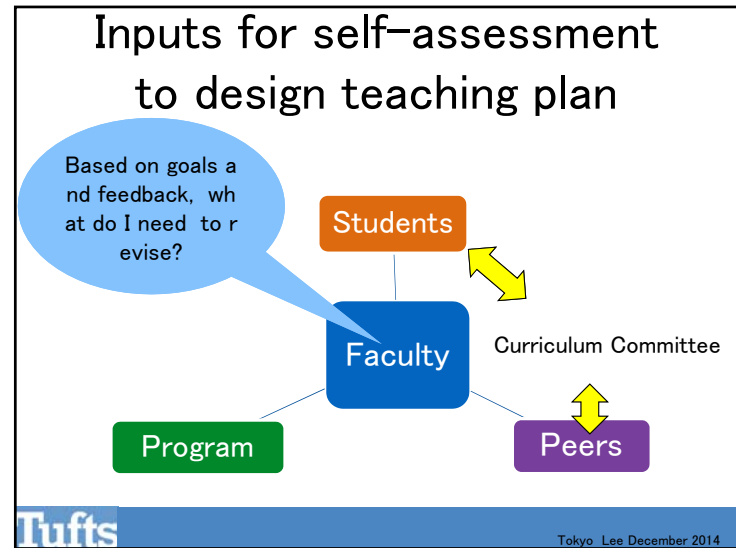 Inputs for self-assessment
to design teaching plan
Based on goals a
nd feedback, wh
at do I need to r
evise?
Students
Faculty
Curriculum Committee
Program
Peers
Tufts
Tokyo Lee December 2014